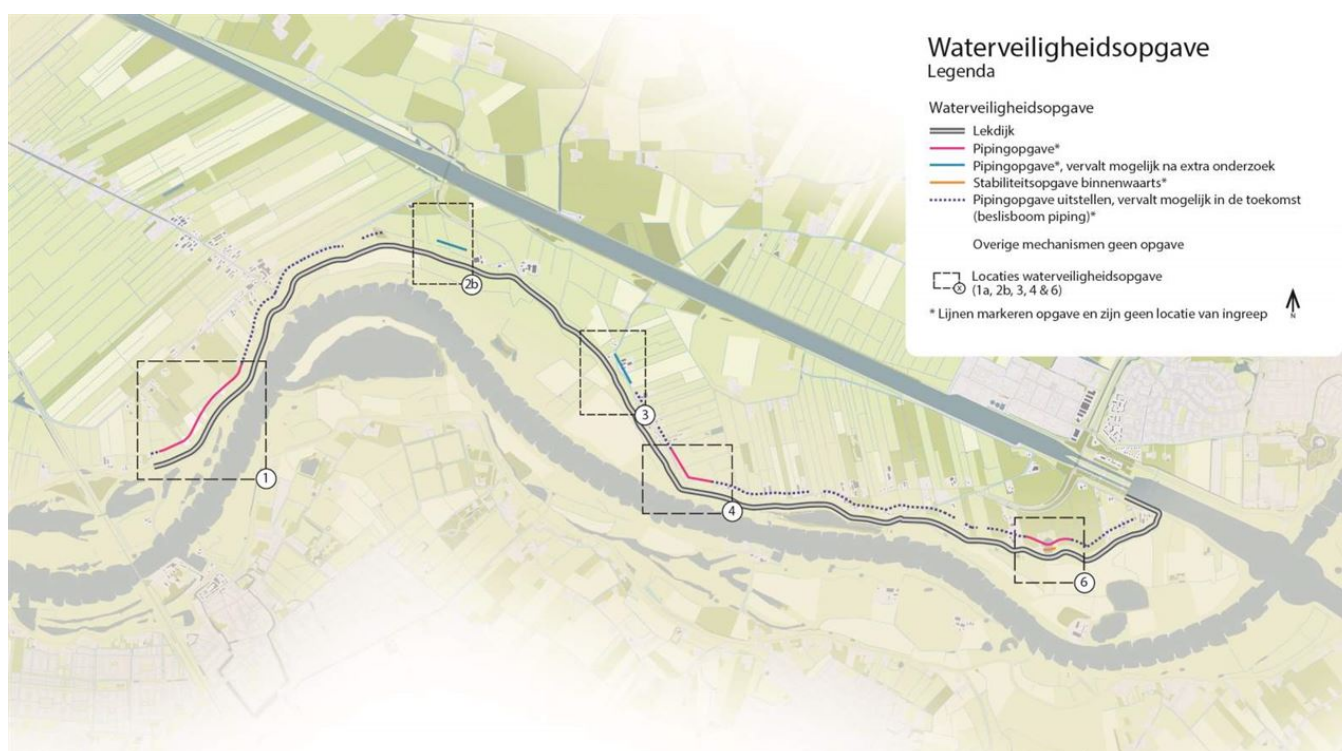 Waterveiligheidsopgave
Legenda
Waterveiligheidsopgave
Lekdijk
Pipingopgave*
Pipingopgave*, vervalt mogelijk na extra onderzoek
Stabiliteitsopgave binnenwaarts*
Pipingopgave uitstellen, vervalt mogelijk in de toekomst
(beslisboom piping)*
Overige mechanismen geen opgave
x
Locaties waterveiligheidsopgave
(1a, 2b, 3, 4 & 6)
* Lijnen markeren opgave en zijn geen locatie van ingreep
N
2b
3
1
4
6